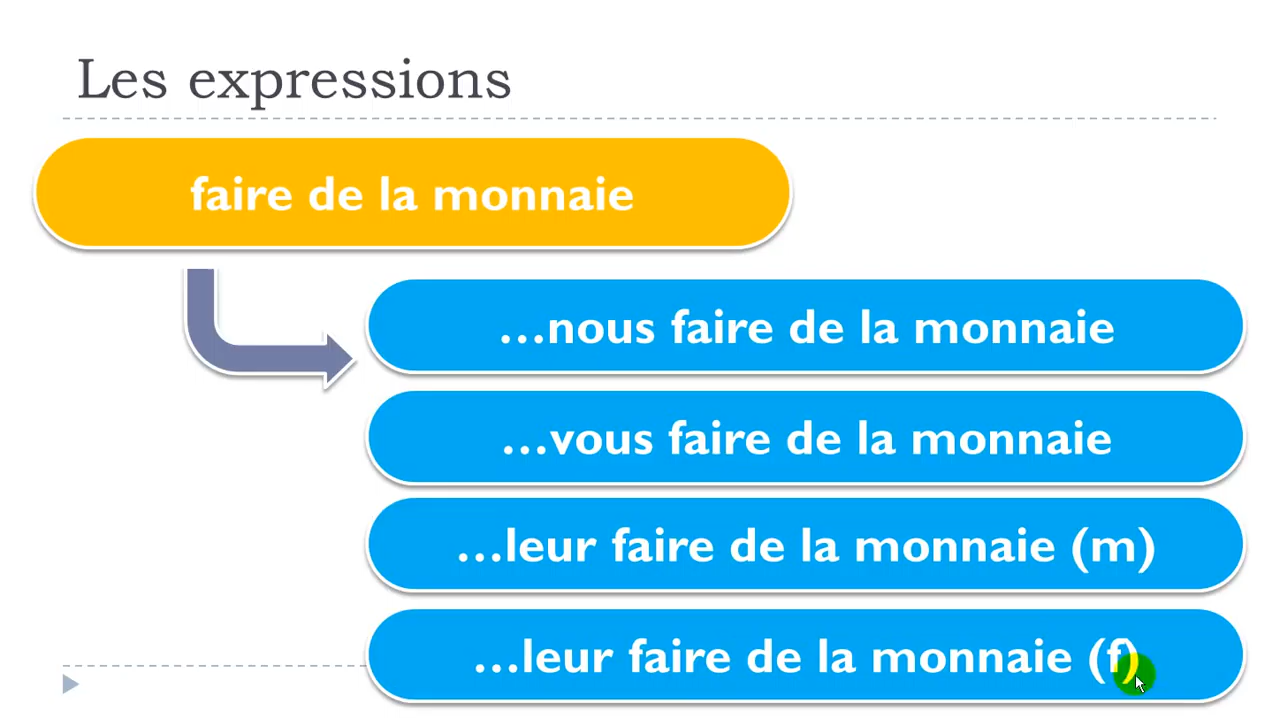 Les expressions
faire de la monnaie
...nous faire de la monnaie
...vous faire de la monnaie
...leur faire de la monnaie (m)
...leur faire de la monnaie (f)